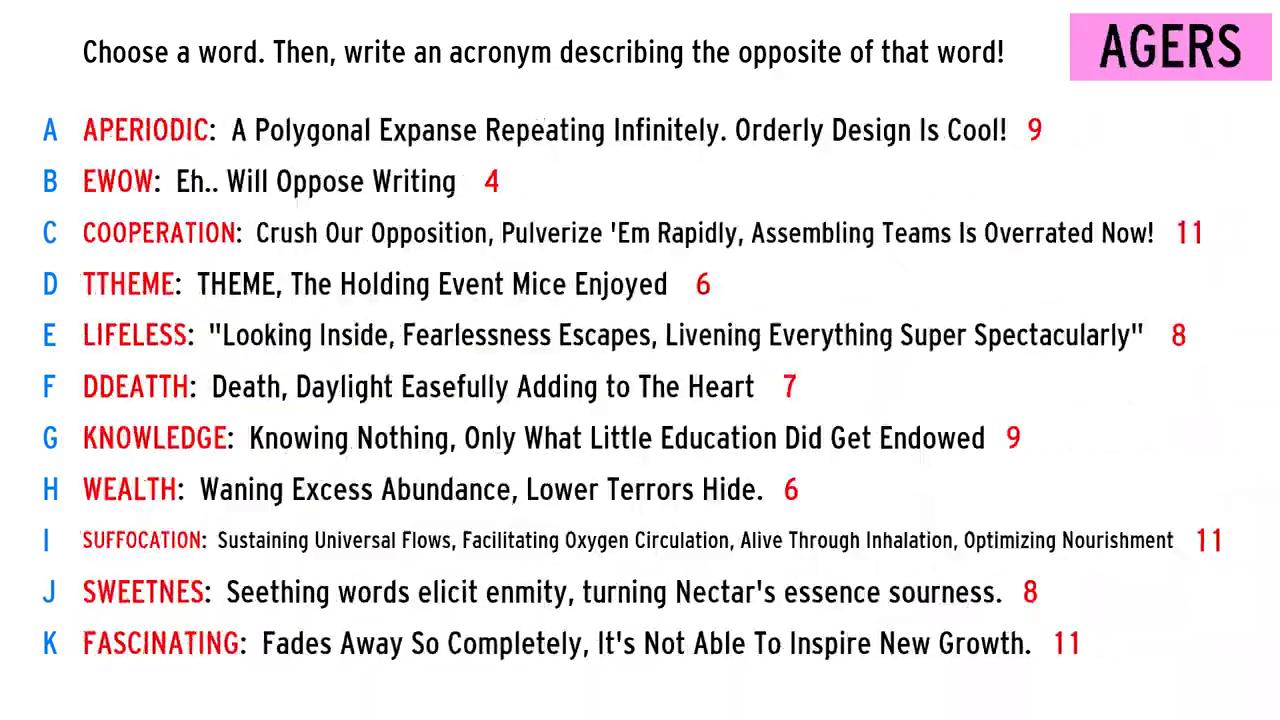 Choose a word. Then, write an acronym describing the opposite of that word!
AGERS
A APERIODIC: A Polygonal Expanse Repeating Infinitely. Orderly Design Is Cool! 9
B EWOW: Eh.. Will Oppose Writing 4
C COOPERATION: Crush Our Opposition, Pulverize 'Em Rapidly, Assembling Teams Is Overrated Now! 11
D TTHEME: THEME, The Holding Event Mice Enjoyed 6
E LIFELESS: "Looking Inside, Fearlessness Escapes, Livening Everything Super Spectacularly" 8
F DDEATTH: Death, Daylight Easefully Adding to The Heart 7
G KNOWLEDGE: Knowing Nothing, Only What Little Education Did Get Endowed 9
H WEALTH: Waning Excess Abundance, Lower Terrors Hide. 6
I SUFFOCATION: Sustaining Universal Flows, Facilitating Oxygen Circulation, Alive Through Inhalation, Optimizing Nourishment 11
J SWEETNES: Seething words elicit enmity, turning Nectar's essence sourness. 8
K FASCINATING: Fades Away So Completely, It's Not Able To Inspire New Growth. 11